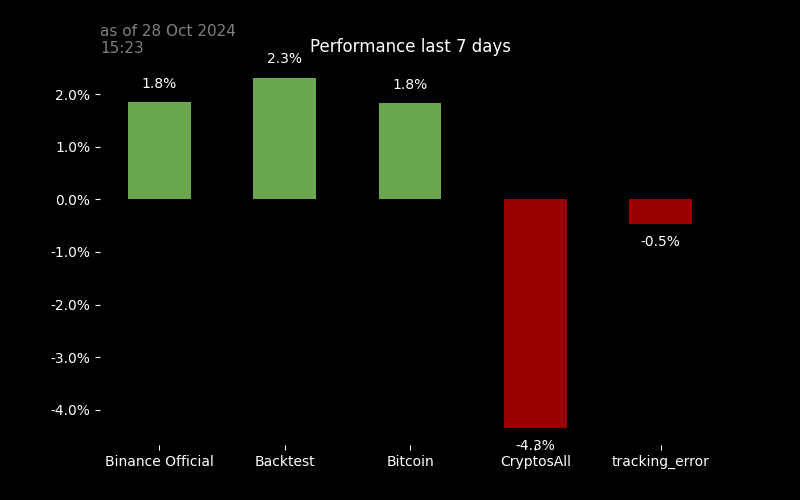 as of 28 Oct 2024
15:23
Performance last 7 days
1.8%
2.3%
1.8%
-4.3%
-0.5%
2.0%
1.0%
0.0%
-1.0%
-2.0%
-3.0%
-4.0%
Binance Official
Backtest
Bitcoin
CryptosAll
tracking_error